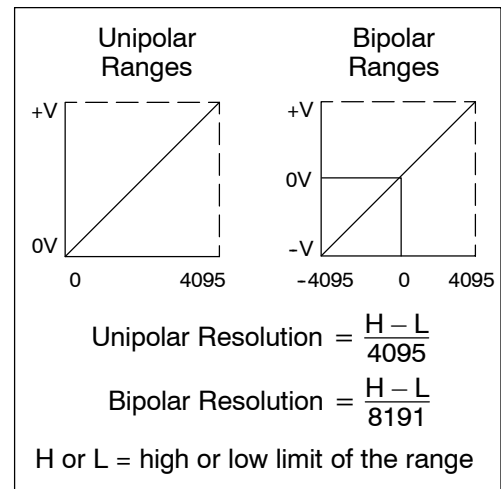 Unipolar
Ranges
Bipolar
Ranges
+V
0V
0
4095
+V
0V
-V
--4095
0
4095
Unipolar Resolution = H – L
4095
Bipolar Resolution = H – L
8191
H or L = high or low limit of the range